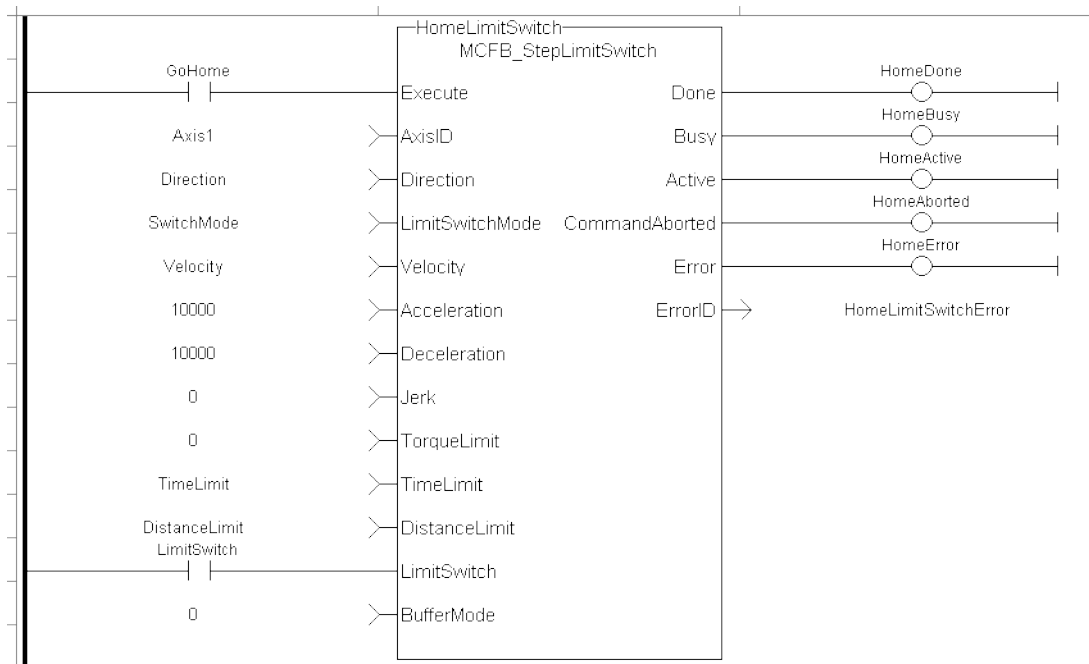 HomeLimitSwitch
MCFB_StepLimitSwitch
GoHome
HomeDone
Execute
Done
HomeBusy
Axis1
AxisID
Busy
HomeActive
Direction
Direction
Active
HomeAborted
SwitchMode
LimitSwitchMode
CommandAborted
HomeError
Velocity
Velocity
Error
10000
Acceleration
ErrorID
HomeLimitSwitchError
10000
Deceleration
0
Jerk
0
TorqueLimit
TimeLimit
TimeLimit
DistanceLimit
DistanceLimit
LimitSwitch
LimitSwitch
0
BufferMode